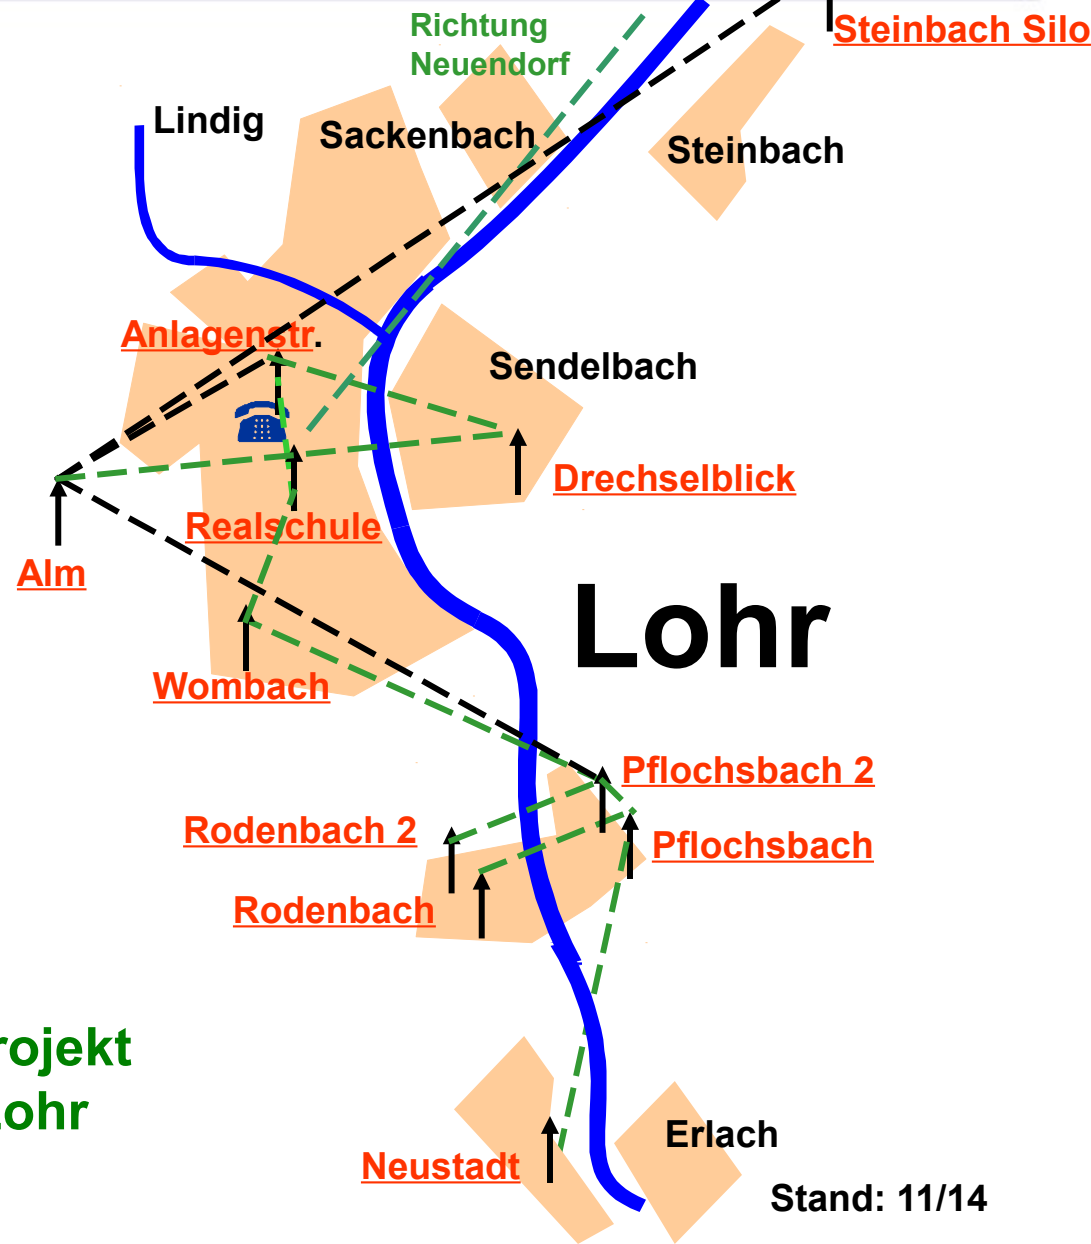 Richtung
Neuendorf
Steinbach Silo
Lindig
Sackenbach
Steinbach
Anlagenstr.
Sendelbach
Drechselblick
Realschule
Alm
Lohr
Wombach
Pflochsbach 2
Rodenbach 2
Pflochsbach
Rodenbach
rojekt
Lohr
Erlach
Neustadt
Stand: 11/14